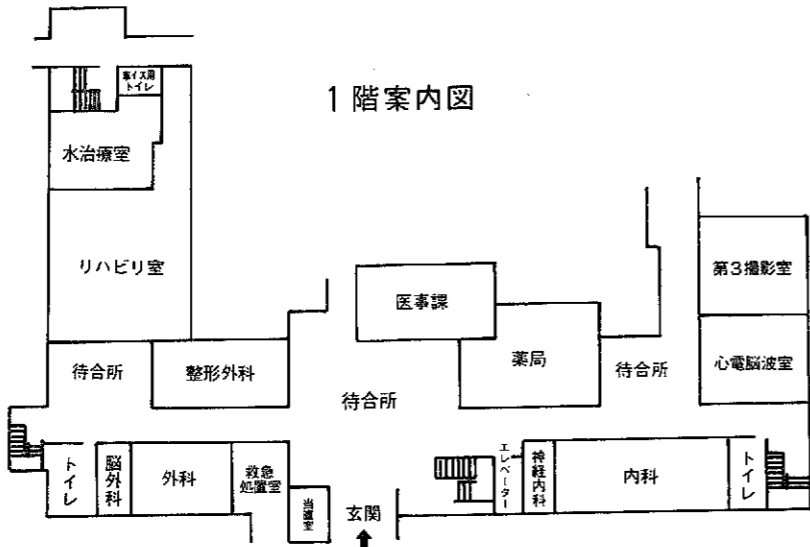 車イス用
トイレ
1階案内図
水治療室
リハビリ室
第3撮影室
医事課
薬局
待合所
整形外科
待合所
待合所
心電脳波室
トイレ
脳外科
外科
救急
処置室
当直室
玄関
エレベーター
神経内科
内科
トイレ